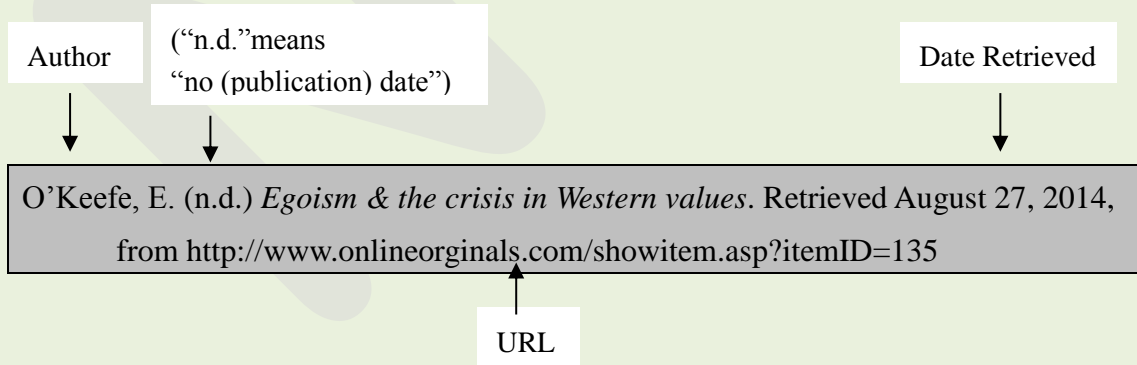 Author
(“n.d.”means
“no (publication) date”)
Date Retrieved
O’Keefe, E. (n.d.) Egoism & the crisis in Western values. Retrieved August 27, 2014,
from http://www.onlineorginals.com/showitem.asp?itemID=135
URL